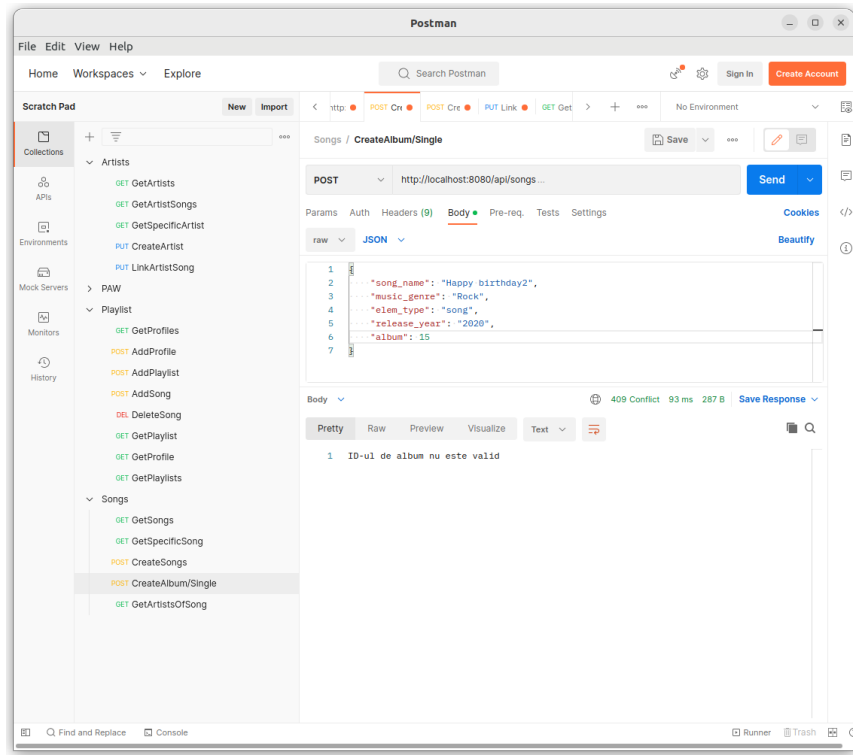 Postman
File Edit View Help
Home Workspaces Explore Search Postman Sign In Create Account
Scratch Pad New Import
http: POST Cre POST Cre PUT Link GET Get No Environment
Collections
APIs
Environments
Mock Servers
Monitors
History
Artists
GET GetArtists
GET GetArtistSongs
GET GetSpecificArtist
PUT CreateArtist
PUT LinkArtistSong
PAW
Playlist
GET GetProfiles
POST AddProfile
POST AddPlaylist
POST AddSong
DEL DeleteSong
GET GetPlaylist
GET GetProfile
GET GetPlaylists
Songs
GET GetSongs
GET GetSpecificSong
POST CreateSongs
POST CreateAlbum/Single
GET GetArtistsOfSong
Songs / CreateAlbum/Single Save
POST http://localhost:8080/api/songs ... Send
Params Auth Headers (9) Body Pre-req. Tests Settings Cookies
raw JSON Beautify
1 {
2 "song_name": "Happy birthday2",
3 "music_genre": "Rock",
4 "elem_type": "song",
5 "release_year": "2020",
6 "album": 15
7 }
Body 409 Conflict 93 ms 287 B Save Response
Pretty Raw Preview Visualize Text
1 ID-ul de album nu este valid
Find and Replace Console Runner Trash